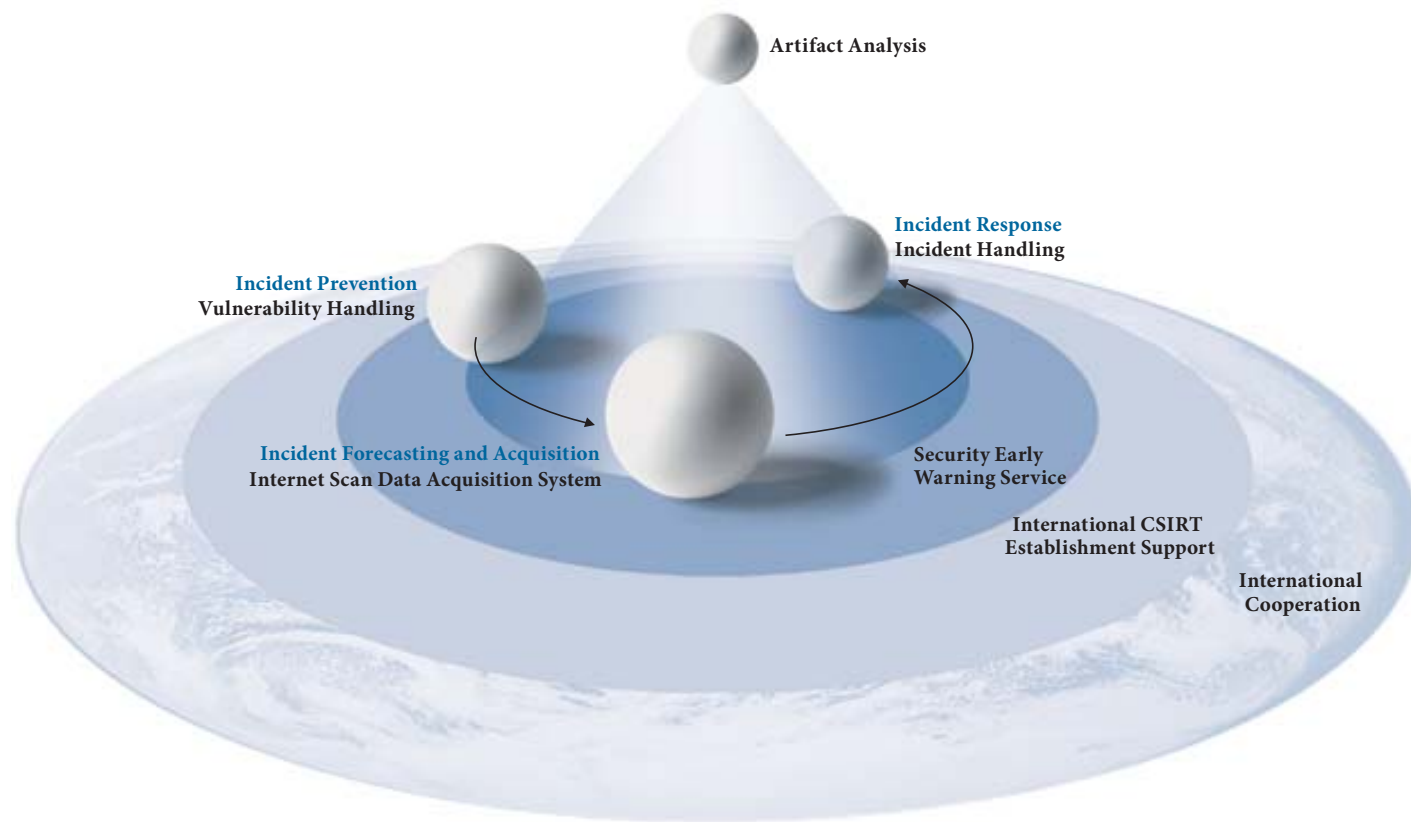 Artifact Analysis
Incident Response
Incident Handling
Incident Prevention
Vulnerability Handling
Incident Forecasting and Acquisition
Internet Scan Data Acquisition System
Security Early
Warning Service
International CSIRT
Establishment Support
International
Cooperation